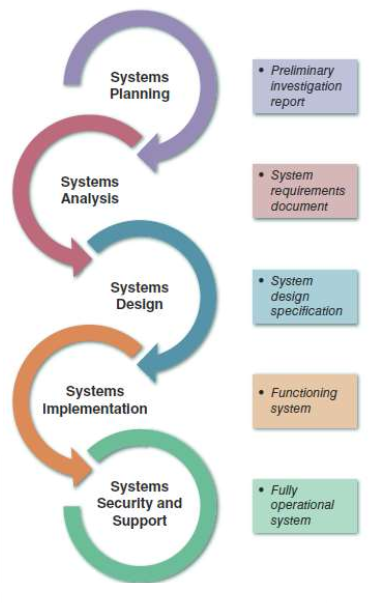 Systems
Planning
• Preliminary
investigation
report
Systems
Analysis
• System
requirements
document
Systems
Design
• System
design
specification
Systems
Implementation
• Functioning
system
Systems
Security and
Support
• Fully
operational
system